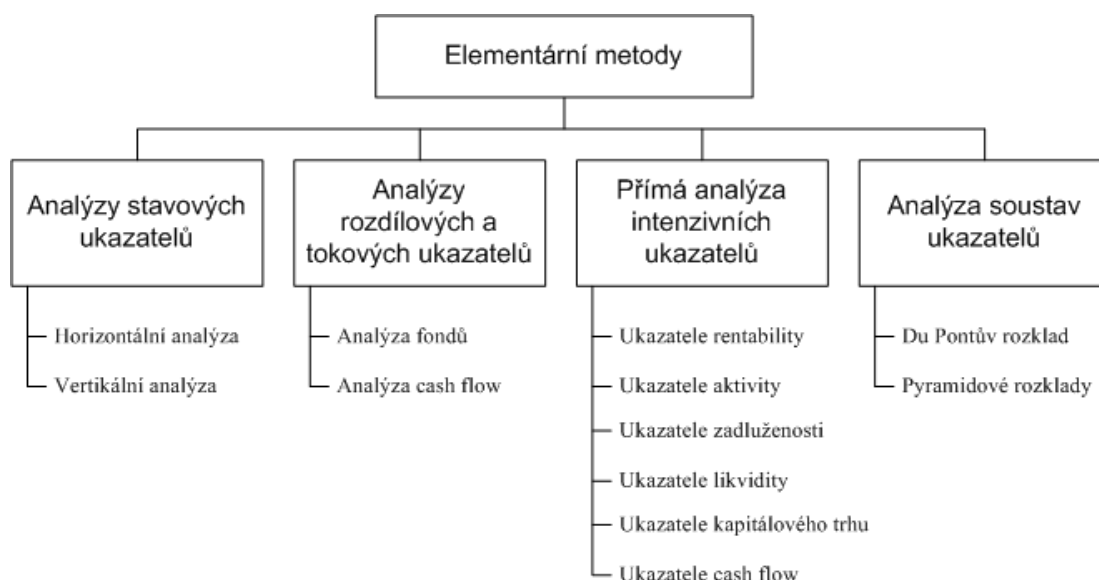 Elementární metody
Analýzy stavových
ukazatelů
Horizontální analýza
Vertikální analýza
Analýzy
rozdílových a
tokových ukazatelů
Analýza fondů
Analýza cash flow
Přímá analýza
intenzivních
ukazatelů
Ukazatele rentability
Ukazatele aktivity
Ukazatele zadluženosti
Ukazatele likvidity
Ukazatele kapitálového trhu
Ukazatele cash flow
Analýza soustav
ukazatelů
Du Pontův rozklad
Pyramidové rozklady